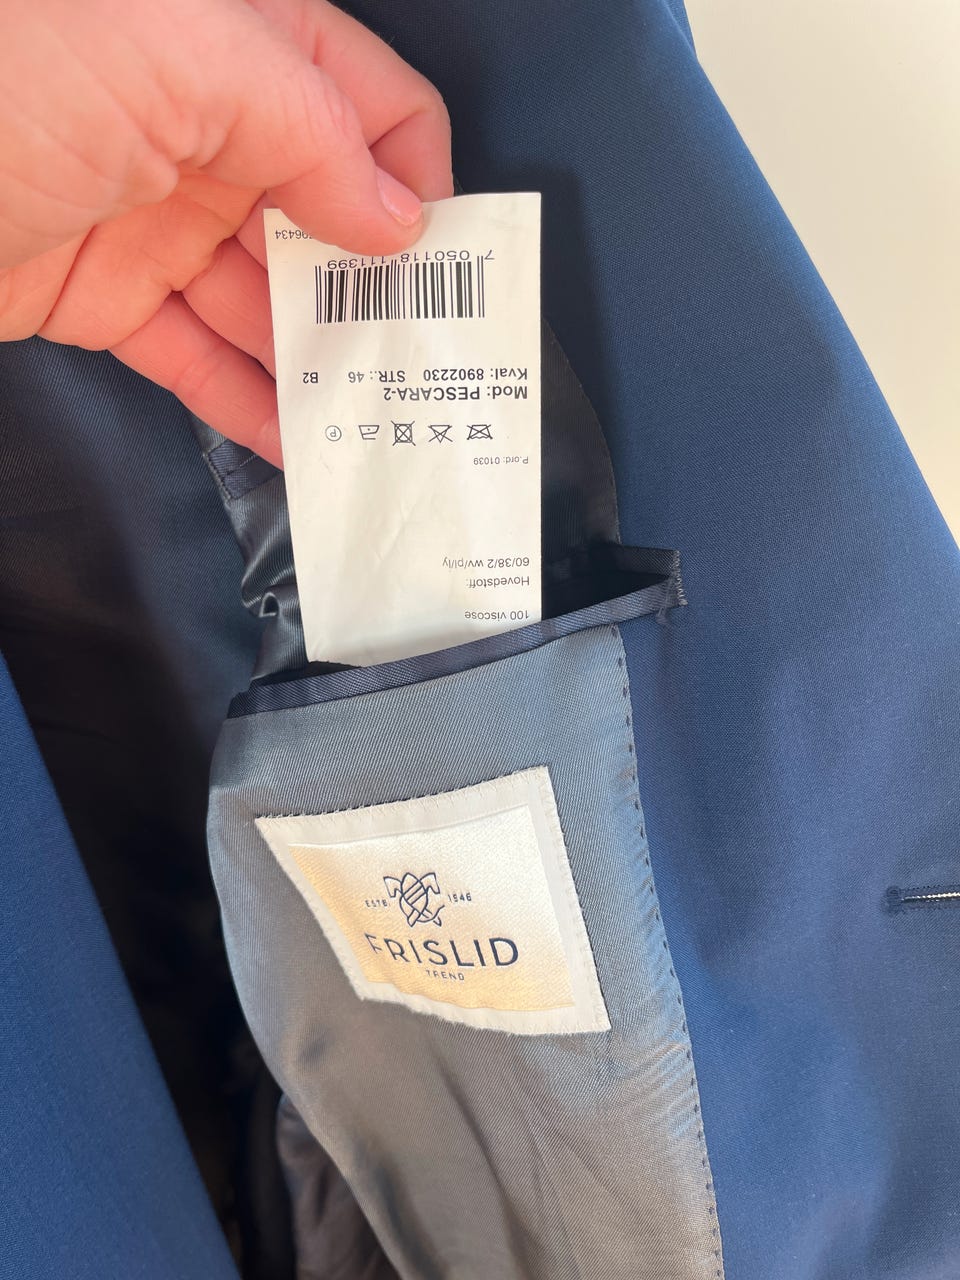 100 viscose
Hovedstoff:
60/38/2 wv/pl/ly
P.ord: 01039
P
Mod: PESCARA-2
Kval: 8902230 STR.: 46 B2
7 050118 111399
ESTB. 1946
FRISLID
TREND